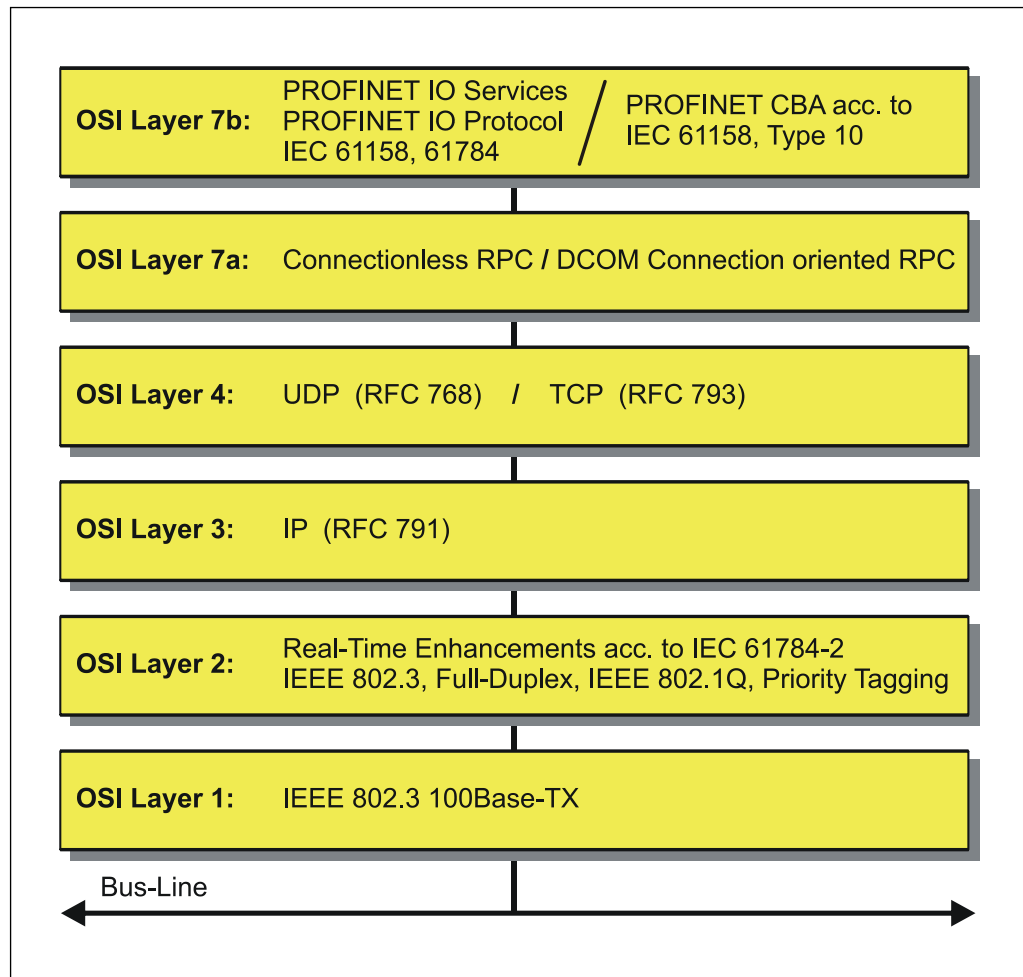 OSI Layer 7b:
PROFINET IO Services
PROFINET IO Protocol
IEC 61158, 61784
/
PROFINET CBA acc. to
IEC 61158, Type 10
OSI Layer 7a: Connectionless RPC / DCOM Connection oriented RPC
OSI Layer 4: UDP (RFC 768) / TCP (RFC 793)
OSI Layer 3: IP (RFC 791)
OSI Layer 2:
Real-Time Enhancements acc. to IEC 61784-2
IEEE 802.3, Full-Duplex, IEEE 802.1Q, Priority Tagging
OSI Layer 1: IEEE 802.3 100Base-TX
Bus-Line